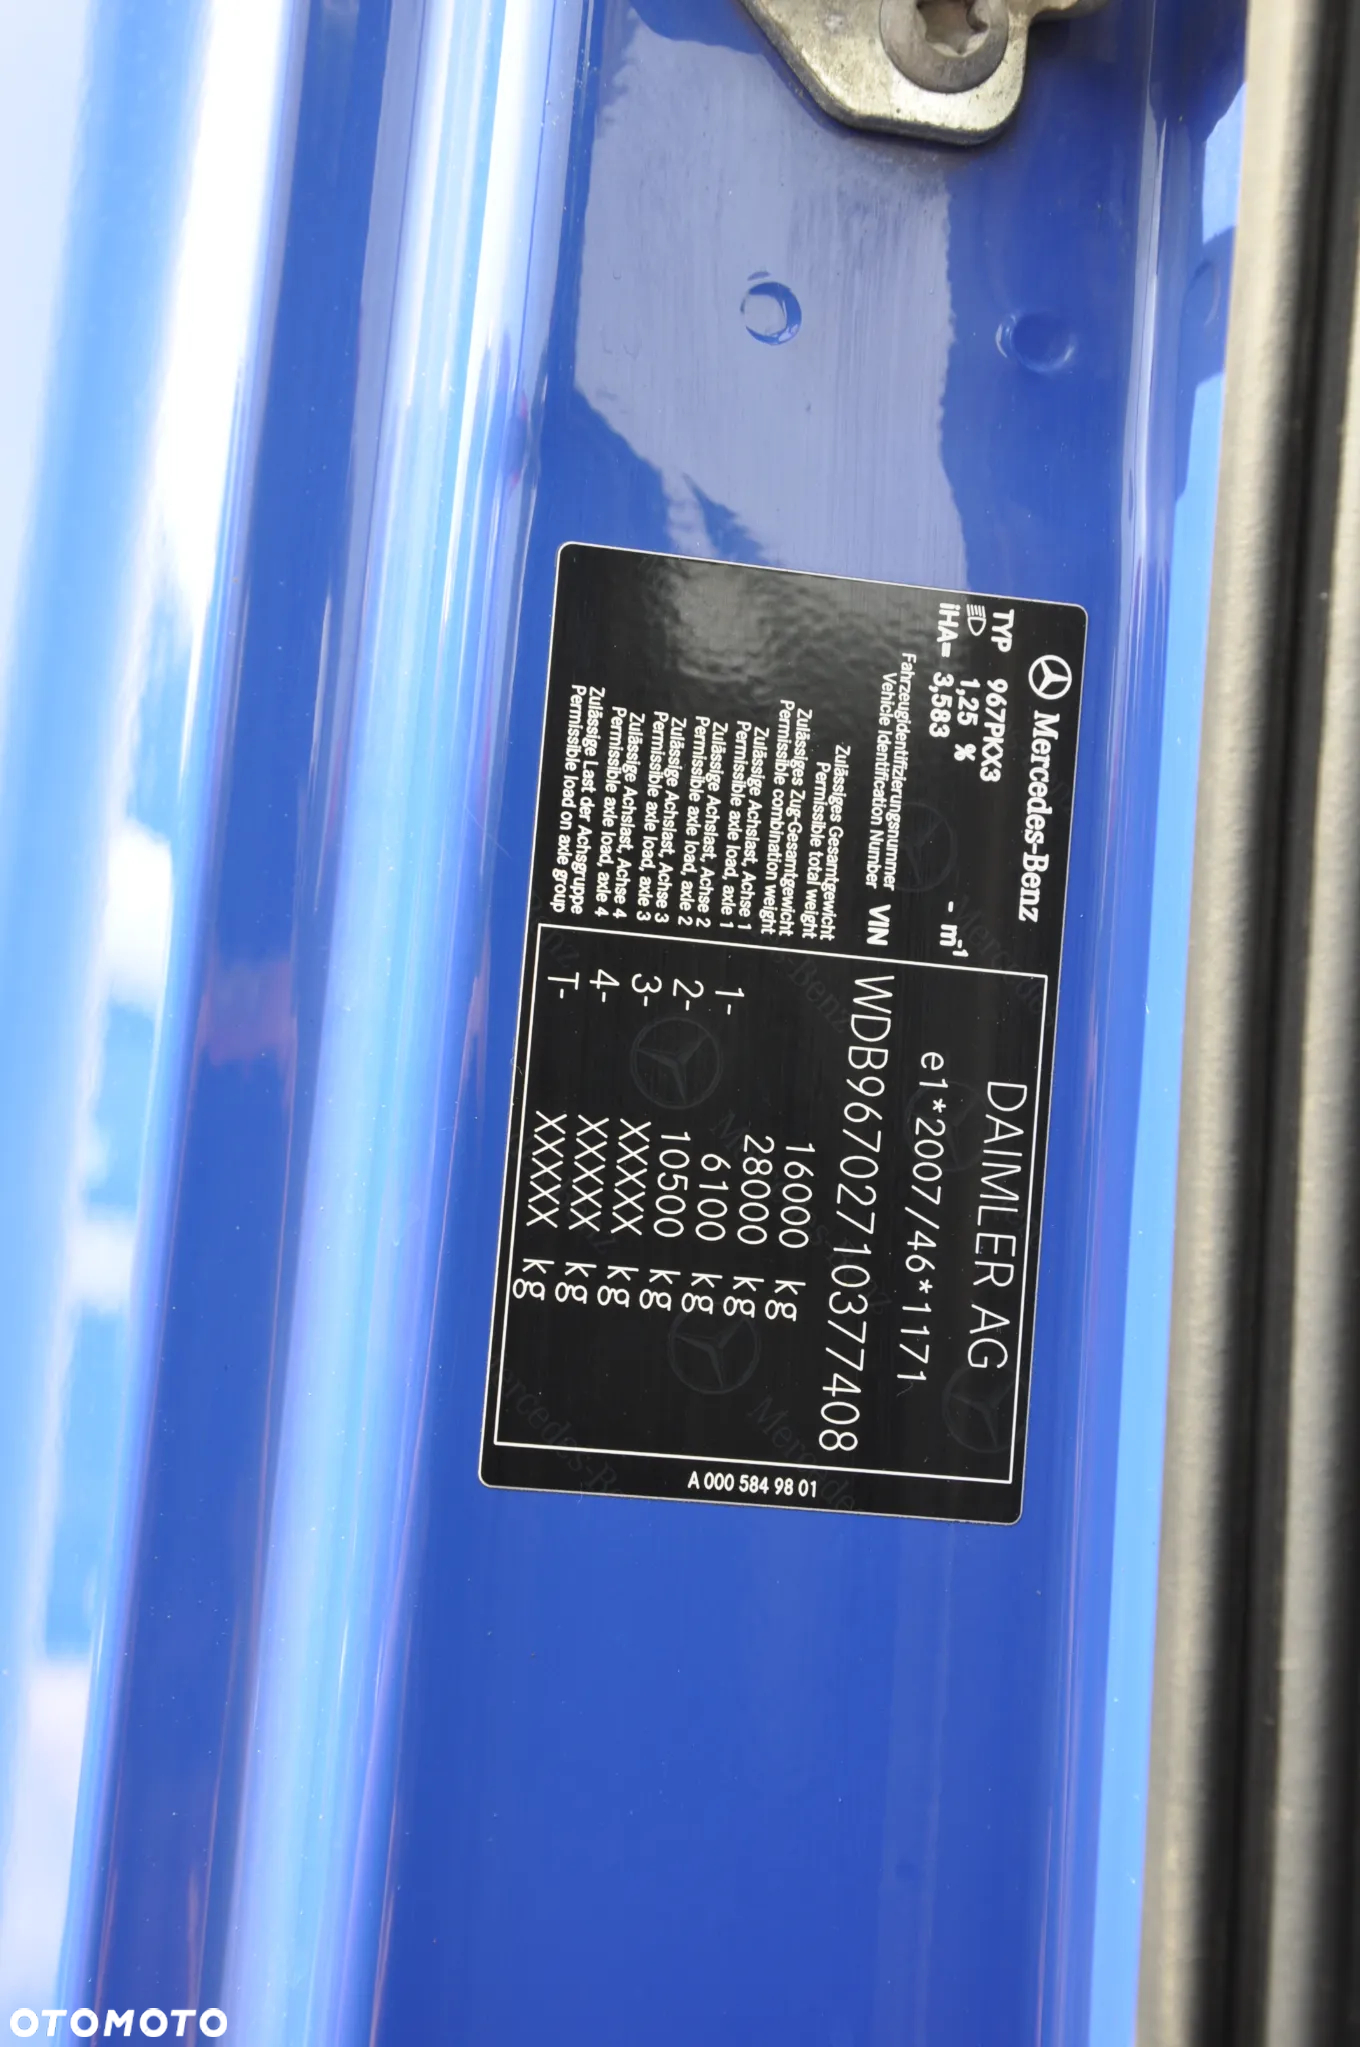 Mercedes-Benz
TYP 967PKX3
1,25 %
iHA= 3,583 - m-1
DAIMLER AG
e1*2007/46*1171
Fahrzeugidentifizierungsnummer
Vehicle Identification Number VIN WDB96702710377408
Zulässiges Gesamtgewicht
Permissible total weight 16000 kg
Zulässiges Zug-Gesamtgewicht
Permissible combination weight 28000 kg
Zulässige Achslast, Achse 1
Permissible axle load, axle 1 1- 6100 kg
Zulässige Achslast, Achse 2
Permissible axle load, axle 2 2- 10500 kg
Zulässige Achslast, Achse 3
Permissible axle load, axle 3 3- XXXXX kg
Zulässige Achslast, Achse 4
Permissible axle load, axle 4 4- XXXXX kg
Zulässige Last der Achsgruppe
Permissible load on axle group T- XXXXX kg
A 000 584 98 01
OTOMOTO